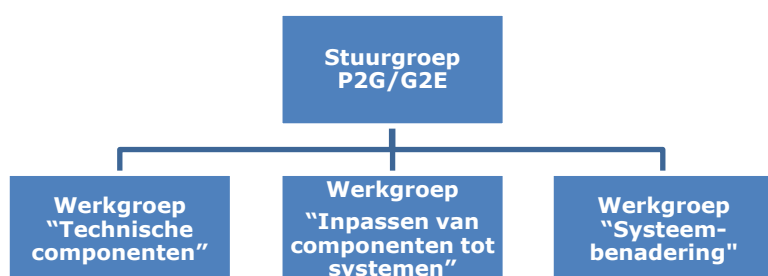 Stuurgroep
P2G/G2E
Werkgroep
“Technische
componenten”
Werkgroep
“Inpassen van
componenten tot
systemen”
Werkgroep
“Systeem-
benadering"